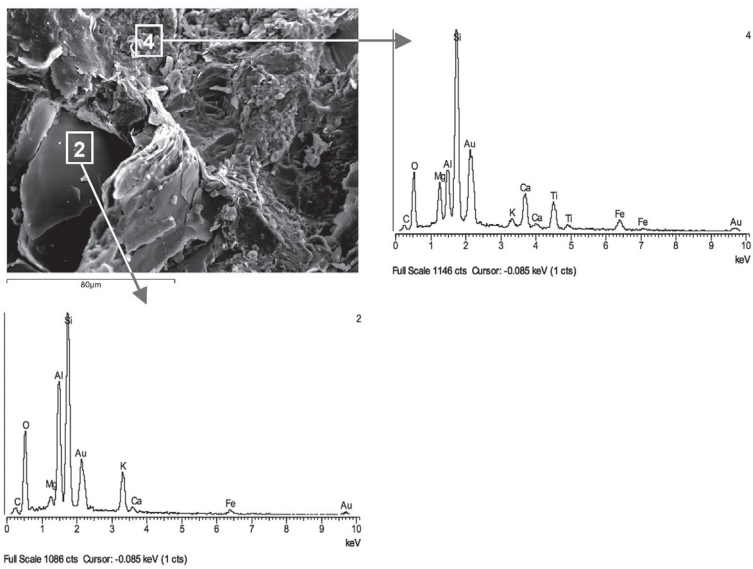 4
2
80µm
4
Si
Au
O
Al
Mg
Ca
Ti
K
Ca
Fe
C
Ti
Fe
Au
0 1 2 3 4 5 6 7 8 9 10
keV
Full Scale 1146 cts Cursor: -0.085 keV (1 cts)
2
Si
Al
O
Au
K
Mg
C
Ca
Fe
Au
0 1 2 3 4 5 6 7 8 9 10
keV
Full Scale 1086 cts Cursor: -0.085 keV (1 cts)